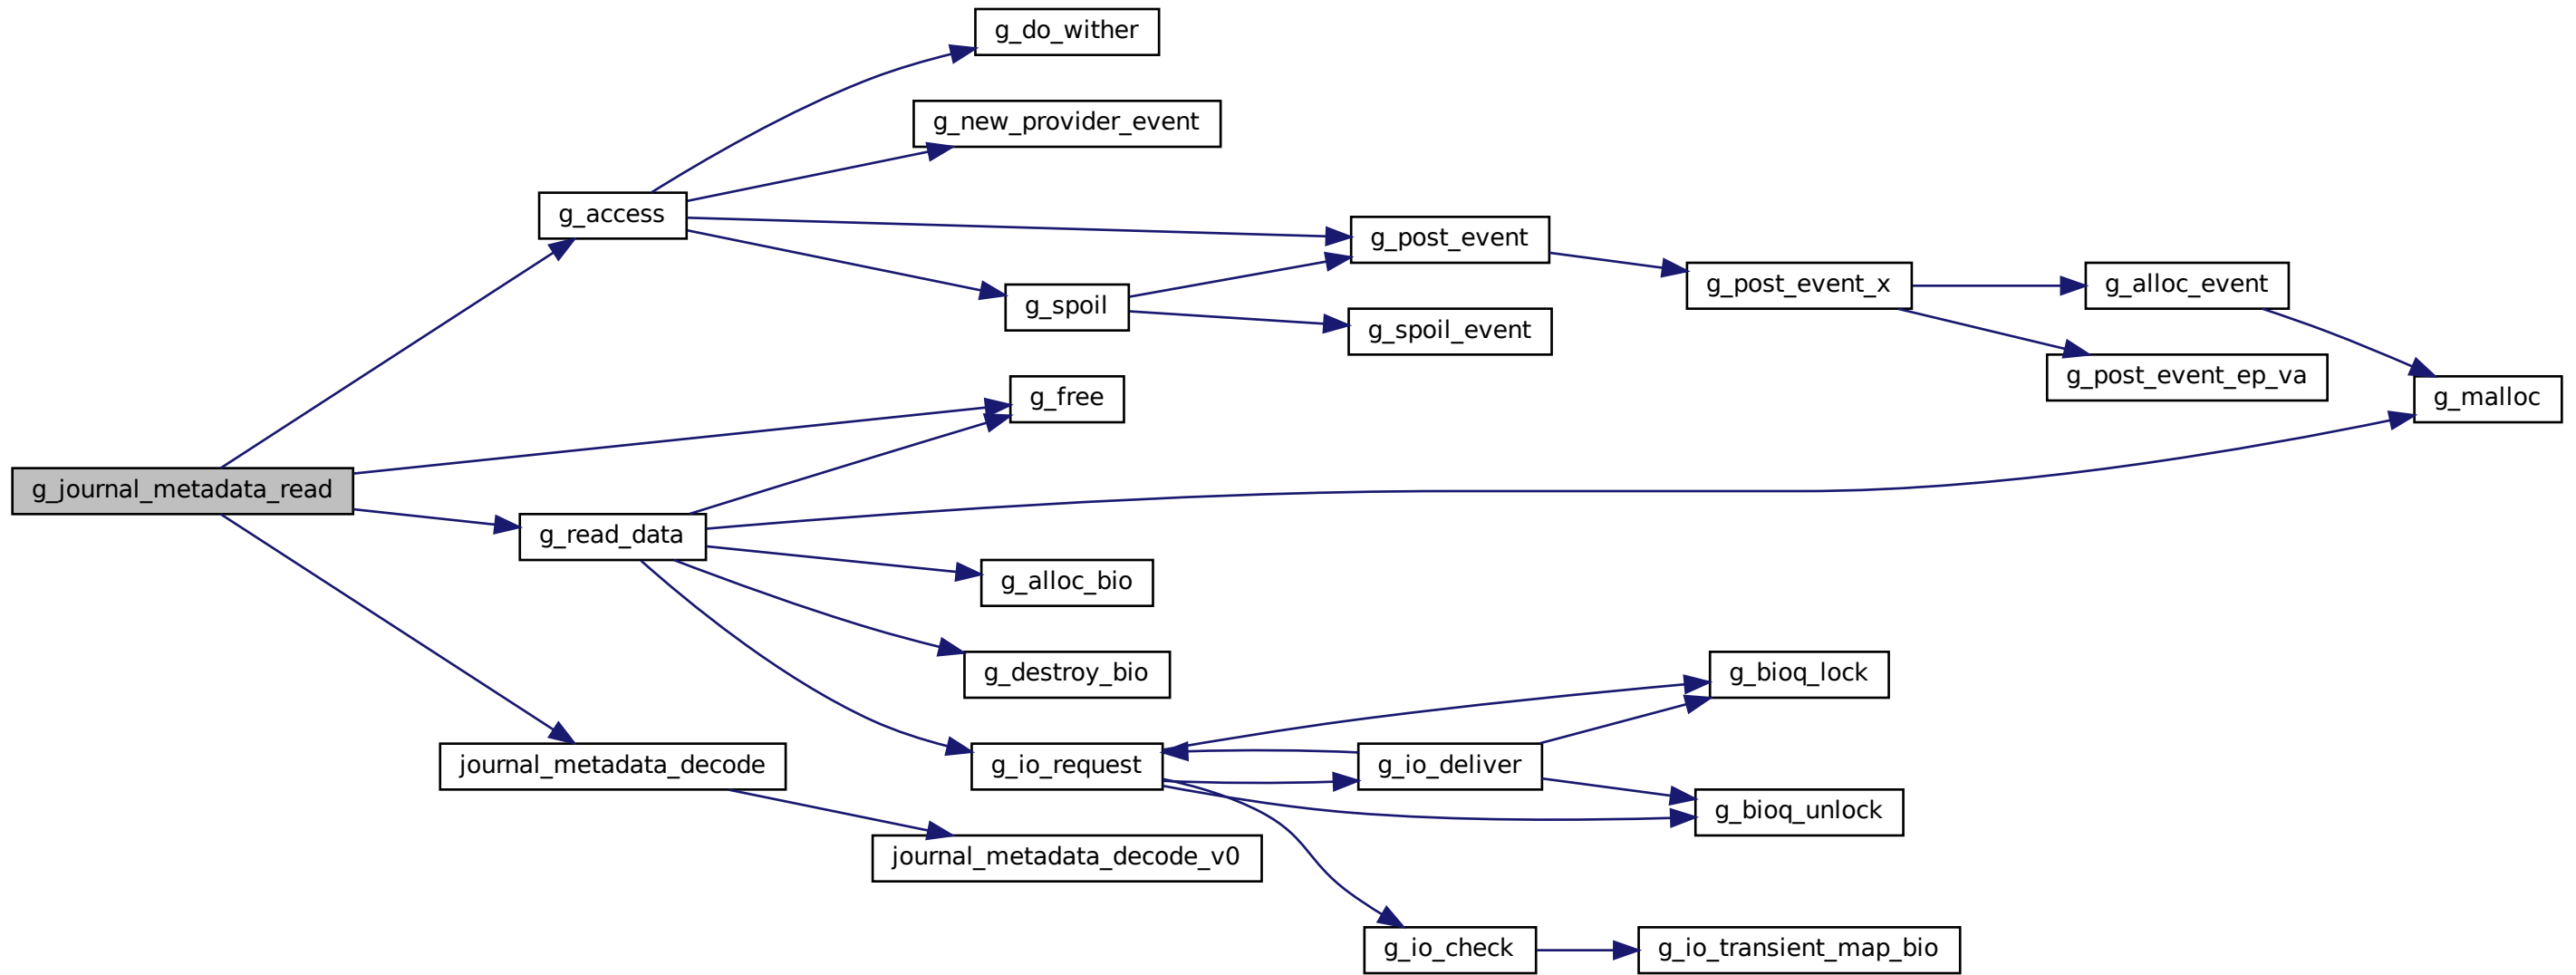 g_do_wither
g_new_provider_event
g_access
g_post_event
g_post_event_x
g_alloc_event
g_spoil
g_spoil_event
g_post_event_ep_va
g_free
g_malloc
g_journal_metadata_read
g_read_data
g_alloc_bio
g_destroy_bio
g_bioq_lock
journal_metadata_decode
g_io_request
g_io_deliver
g_bioq_unlock
journal_metadata_decode_v0
g_io_check
g_io_transient_map_bio